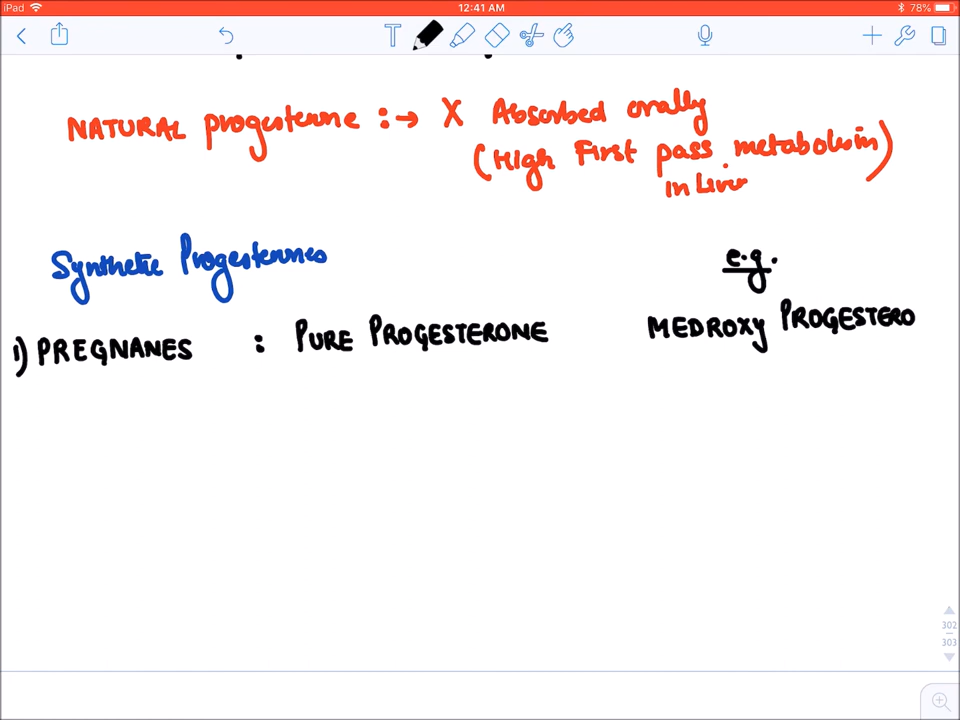 iPad 12:41 AM 78%
T
NATURAL progesterone :→ X Absorbed orally
(High First pass metabolism)
in Liver
Synthetic Progesterones
e.g.
1) PREGNANES : PURE PROGESTERONE MEDROXY PROGESTERO
302
303